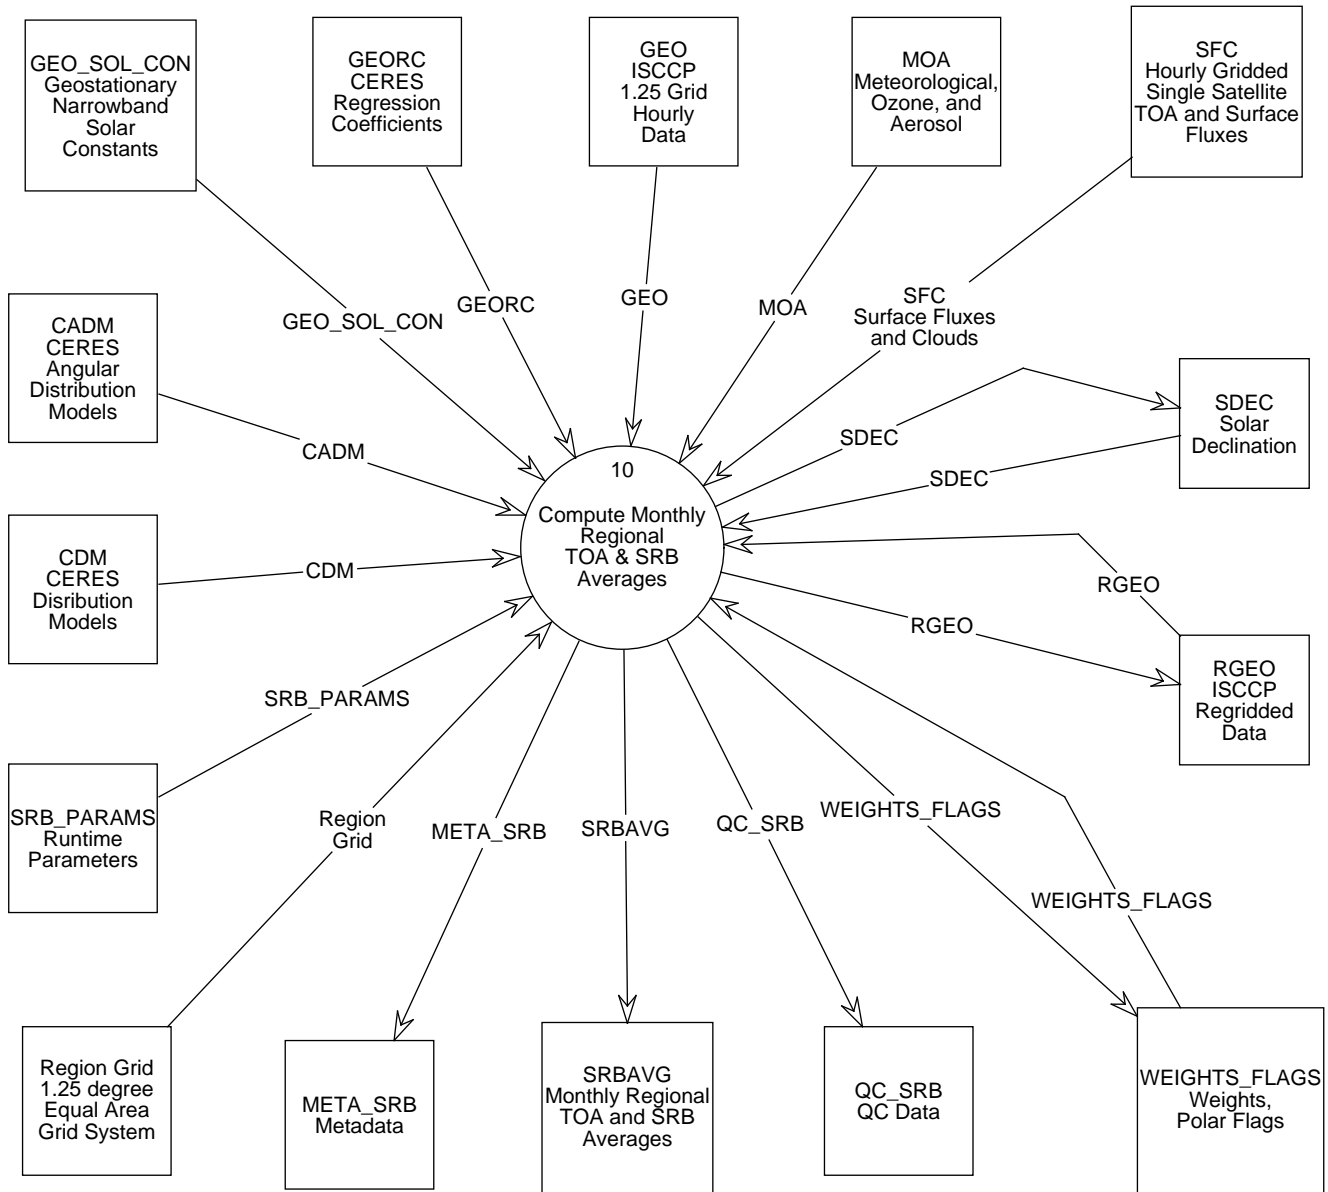 GEO_SOL_CON
Geostationary
Narrowband
Solar
Constants
GEORC
CERES
Regression
Coefficients
GEO
ISCCP
1.25 Grid
Hourly
Data
MOA
Meteorological,
Ozone, and
Aerosol
SFC
Hourly Gridded
Single Satellite
TOA and Surface
Fluxes
GEO_SOL_CON
GEORC
GEO
MOA
SFC
Surface Fluxes
and Clouds
CADM
CERES
Angular
Distribution
Models
CADM
SDEC
SDEC
SDEC
Solar
Declination
10
Compute Monthly
Regional
TOA & SRB
Averages
CDM
CERES
Disribution
Models
CDM
RGEO
RGEO
RGEO
ISCCP
Regridded
Data
SRB_PARAMS
SRB_PARAMS
Runtime
Parameters
Region
Grid
META_SRB
SRBAVG
QC_SRB
WEIGHTS_FLAGS
WEIGHTS_FLAGS
Region Grid
1.25 degree
Equal Area
Grid System
META_SRB
Metadata
SRBAVG
Monthly Regional
TOA and SRB
Averages
QC_SRB
QC Data
WEIGHTS_FLAGS
Weights,
Polar Flags